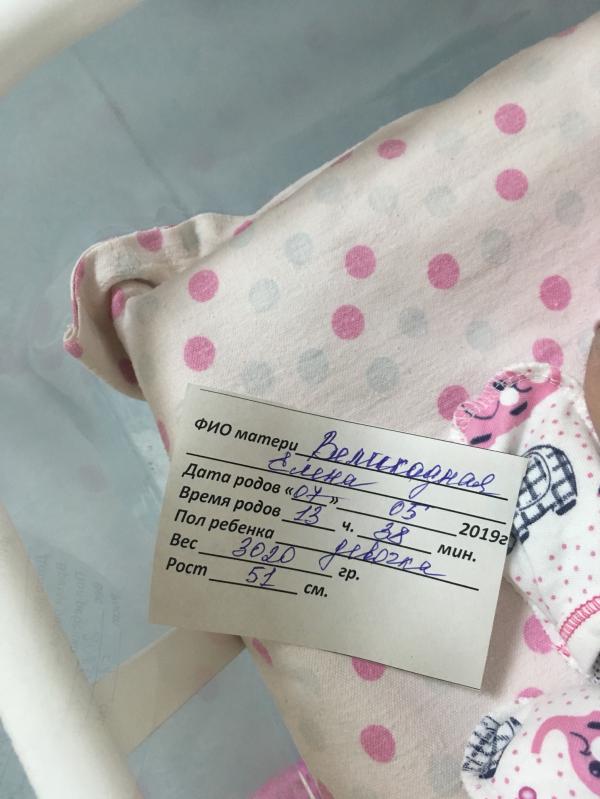 ФИО матери Великодная
Елена
Дата родов «07» 05 2019г
Время родов 13 ч. 38 мин.
Пол ребенка девочка
Вес 3020 гр.
Рост 51 см.